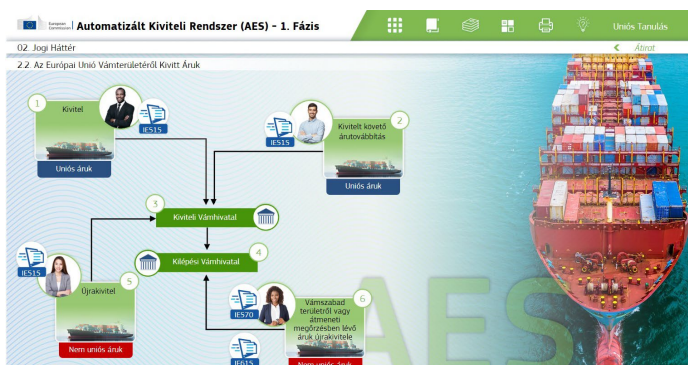 European
Commission
Automatizált Kiviteli Rendszer (AES) - 1. Fázis
Uniós Tanulás
02. Jogi Háttér
Átirat
2.2. Az Európai Unió Vámterületéről Kivitt Áruk
1
Kivitel
IE515
Uniós áruk
IE515
2
Kivitelt követő
árutovábbítás
Uniós áruk
3
Kiviteli Vámhivatal
4
Kilépési Vámhivatal
IE515
5
Újrakivitel
Nem uniós áruk
IE570
6
Vámszabad
területről vagy
átmeneti
megőrzésben lévő
áruk újrakivitele
IE615
Nem uniós áruk
AES